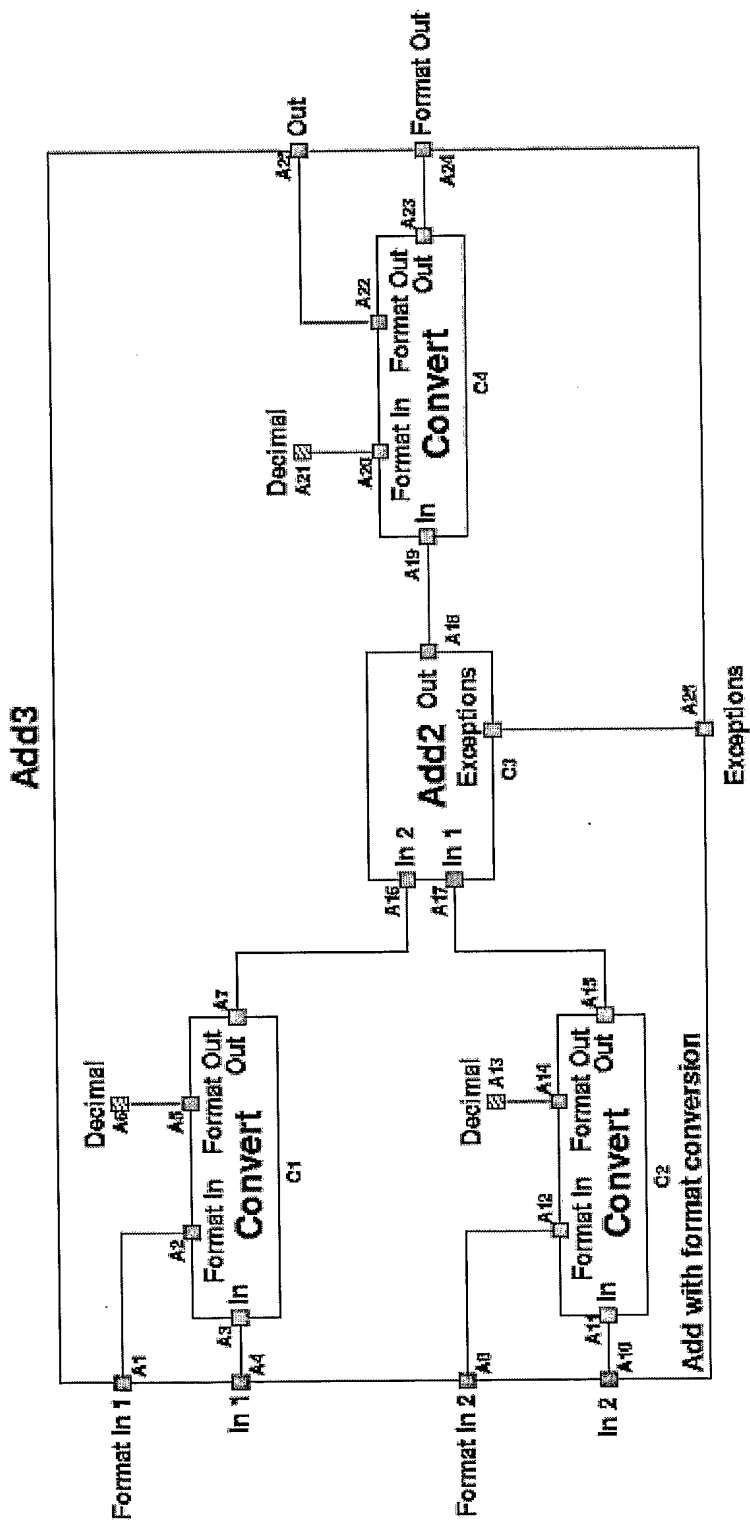 Add3
Format In 1
A1
In 1
A4
A3
A2
Decimal
A6
A5
Format In Format Out
In
Out
Convert
C1
A7
Format In 2
In 2
A10
A11
A12
Decimal
A13
A14
Format In Format Out
In
Out
Convert
C2
A15
Add with format conversion
A16
In 2
A17
In 1
Add2
Out
Exceptions
C3
A18
A19
In
Decimal
A21
A20
Format In Format Out
Out
Convert
C4
A22
A23
Out
A24
Format Out
Exceptions